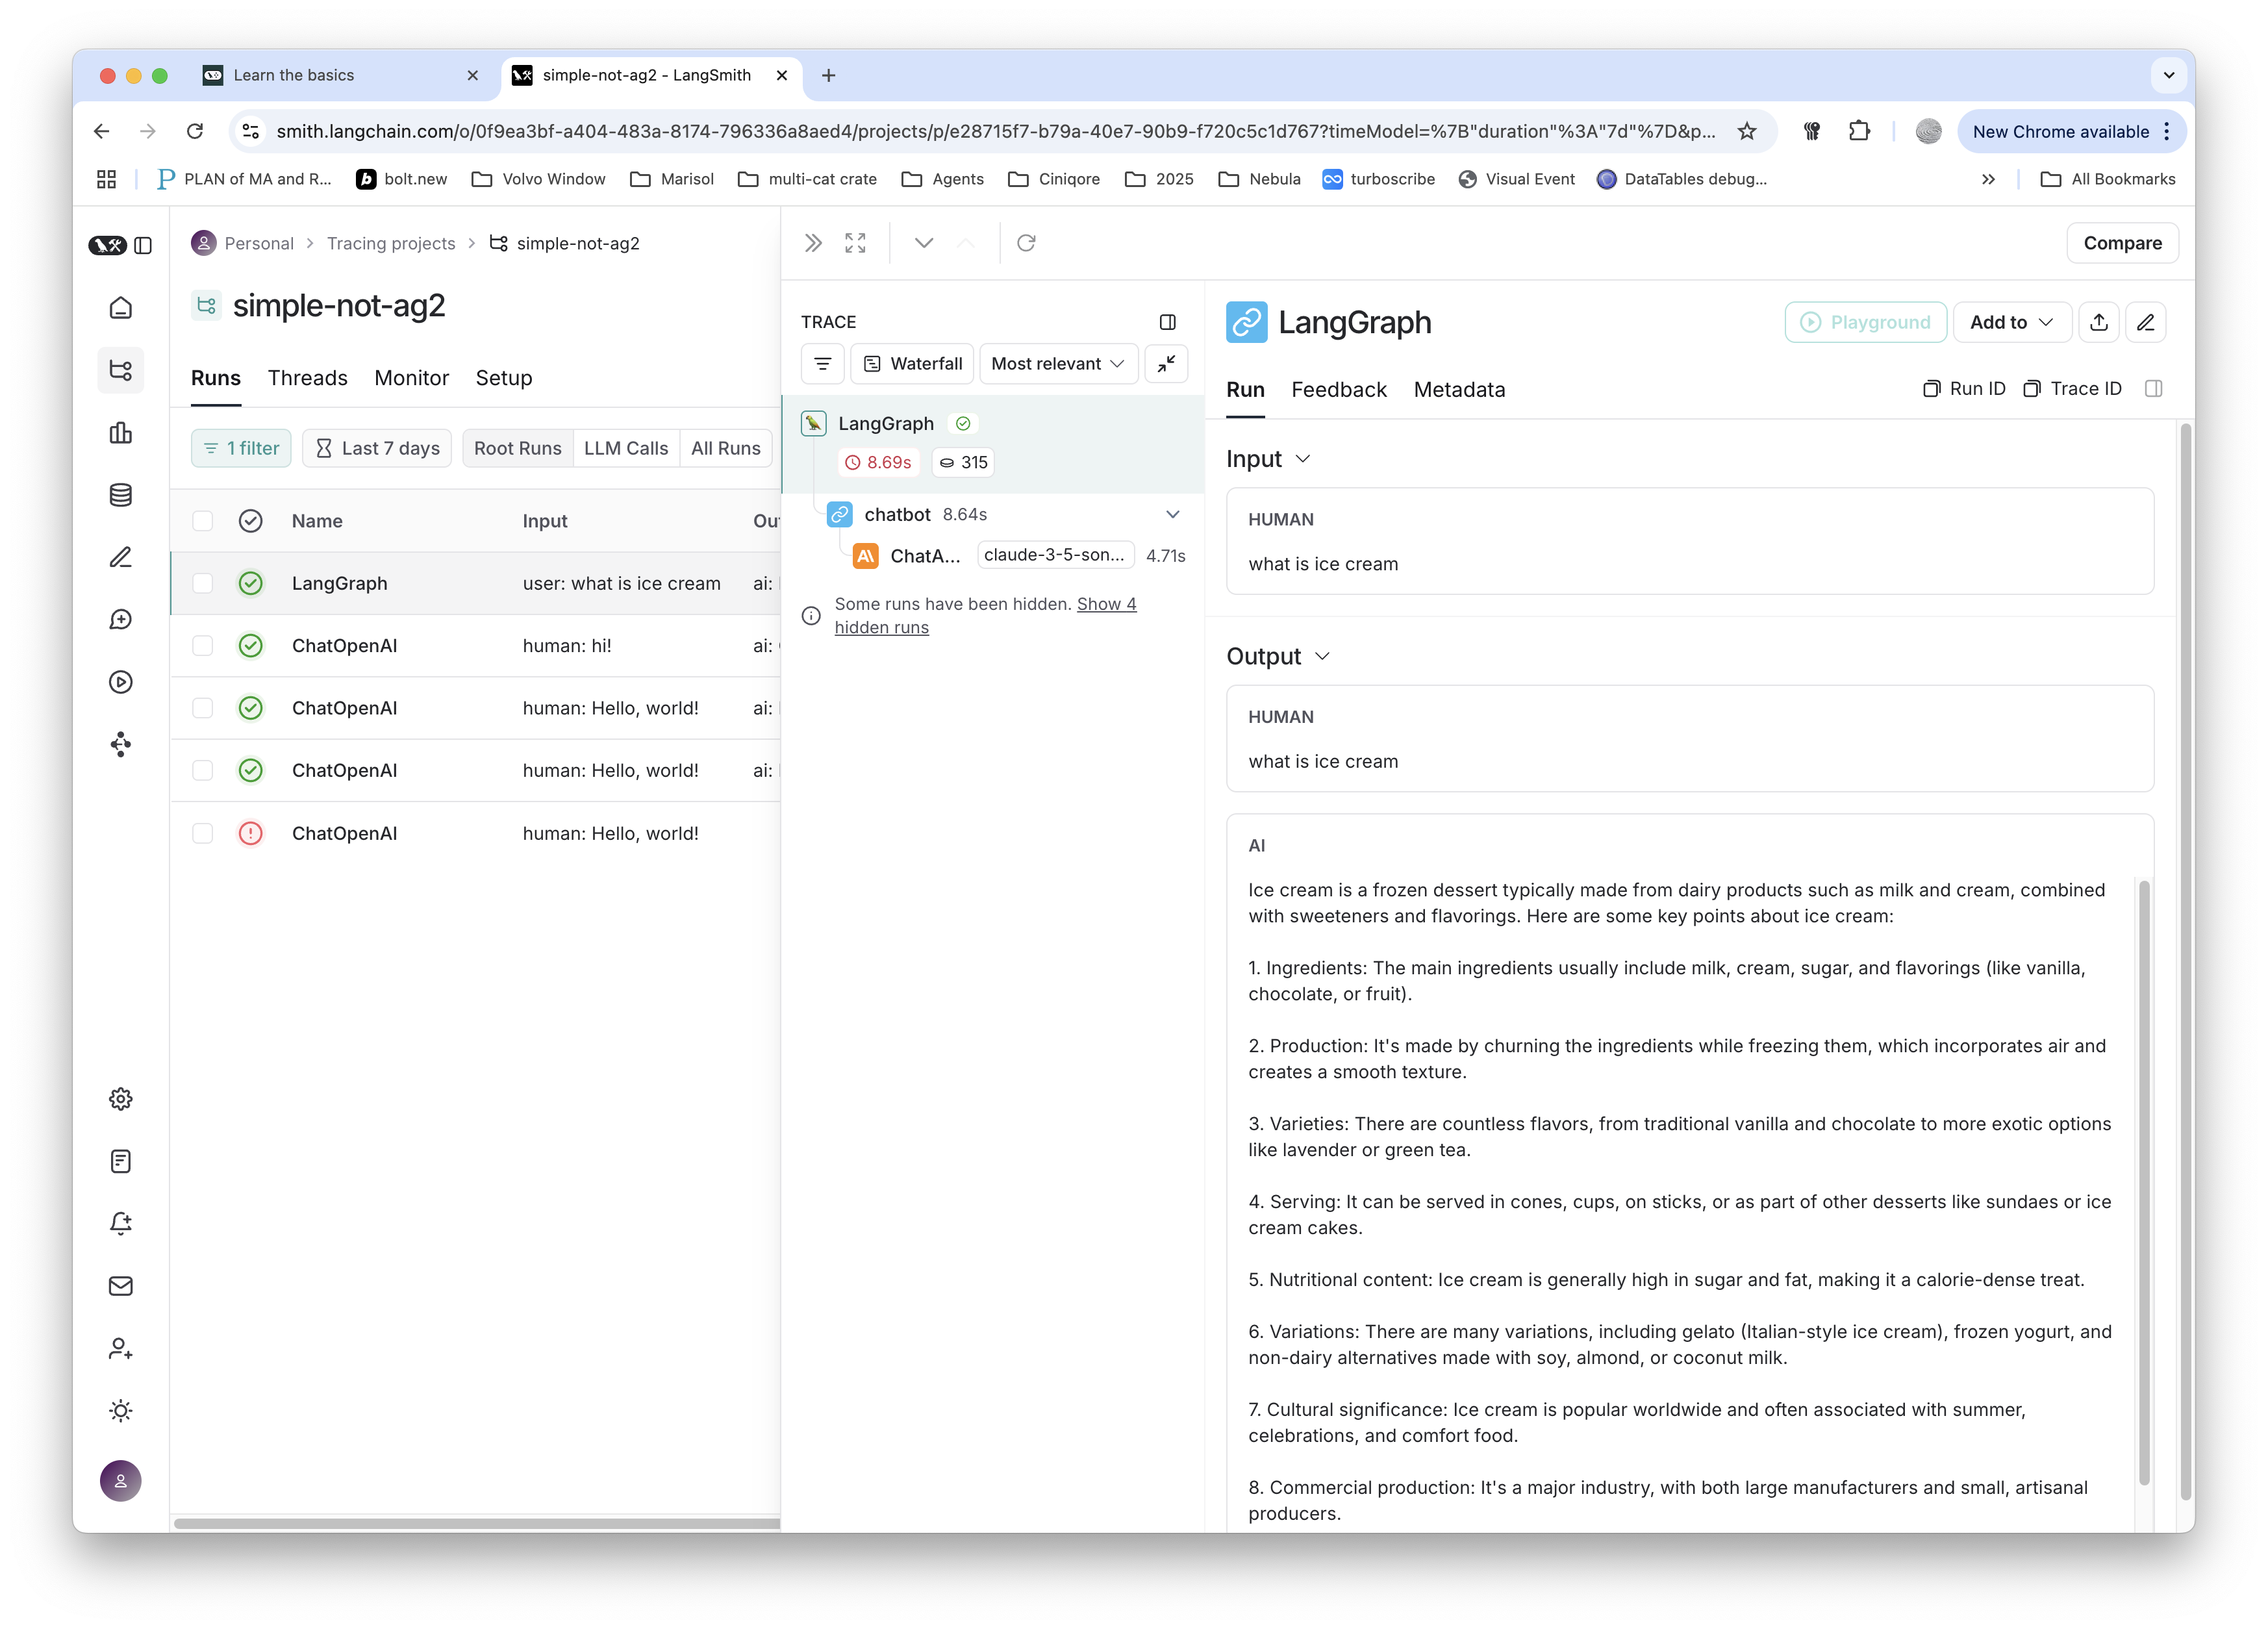 Learn the basics
simple-not-ag2 - LangSmith
smith.langchain.com/o/0f9ea3bf-a404-483a-8174-796336a8aed4/projects/p/e28715f7-b79a-40e7-90b9-f720c5c1d767?timeModel=%7B"duration"%3A"7d"%7D&p...
New Chrome available
PLAN of MA and R...
bolt.new
Volvo Window
Marisol
multi-cat crate
Agents
Ciniqore
2025
Nebula
turboscribe
Visual Event
DataTables debug...
All Bookmarks
Personal > Tracing projects > simple-not-ag2
simple-not-ag2
Runs Threads Monitor Setup
1 filter Last 7 days Root Runs LLM Calls All Runs
Name Input Ou
LangGraph user: what is ice cream ai:
ChatOpenAI human: hi! ai:
ChatOpenAI human: Hello, world! ai:
ChatOpenAI human: Hello, world! ai:
ChatOpenAI human: Hello, world!
Compare
TRACE
Waterfall Most relevant
LangGraph
8.69s 315
chatbot 8.64s
ChatA... claude-3-5-son... 4.71s
Some runs have been hidden. Show 4
hidden runs
LangGraph
Playground Add to
Run Feedback Metadata Run ID Trace ID
Input
HUMAN
what is ice cream
Output
HUMAN
what is ice cream
AI
Ice cream is a frozen dessert typically made from dairy products such as milk and cream, combined
with sweeteners and flavorings. Here are some key points about ice cream:
1. Ingredients: The main ingredients usually include milk, cream, sugar, and flavorings (like vanilla,
chocolate, or fruit).
2. Production: It's made by churning the ingredients while freezing them, which incorporates air and
creates a smooth texture.
3. Varieties: There are countless flavors, from traditional vanilla and chocolate to more exotic options
like lavender or green tea.
4. Serving: It can be served in cones, cups, on sticks, or as part of other desserts like sundaes or ice
cream cakes.
5. Nutritional content: Ice cream is generally high in sugar and fat, making it a calorie-dense treat.
6. Variations: There are many variations, including gelato (Italian-style ice cream), frozen yogurt, and
non-dairy alternatives made with soy, almond, or coconut milk.
7. Cultural significance: Ice cream is popular worldwide and often associated with summer,
celebrations, and comfort food.
8. Commercial production: It's a major industry, with both large manufacturers and small, artisanal
producers.